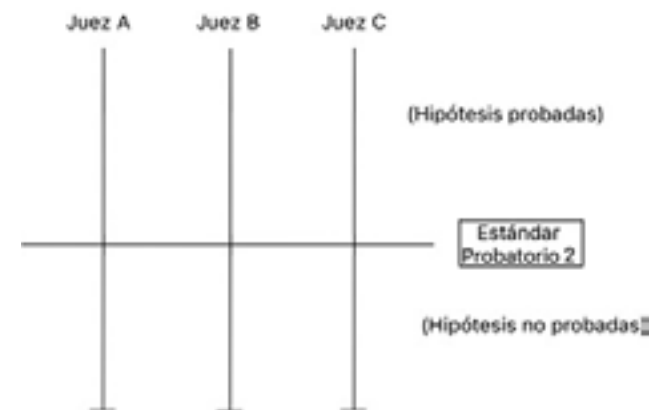 Juez A Juez B Juez C
(Hipótesis probadas)
Estándar
Probatorio 2
(Hipótesis no probadas